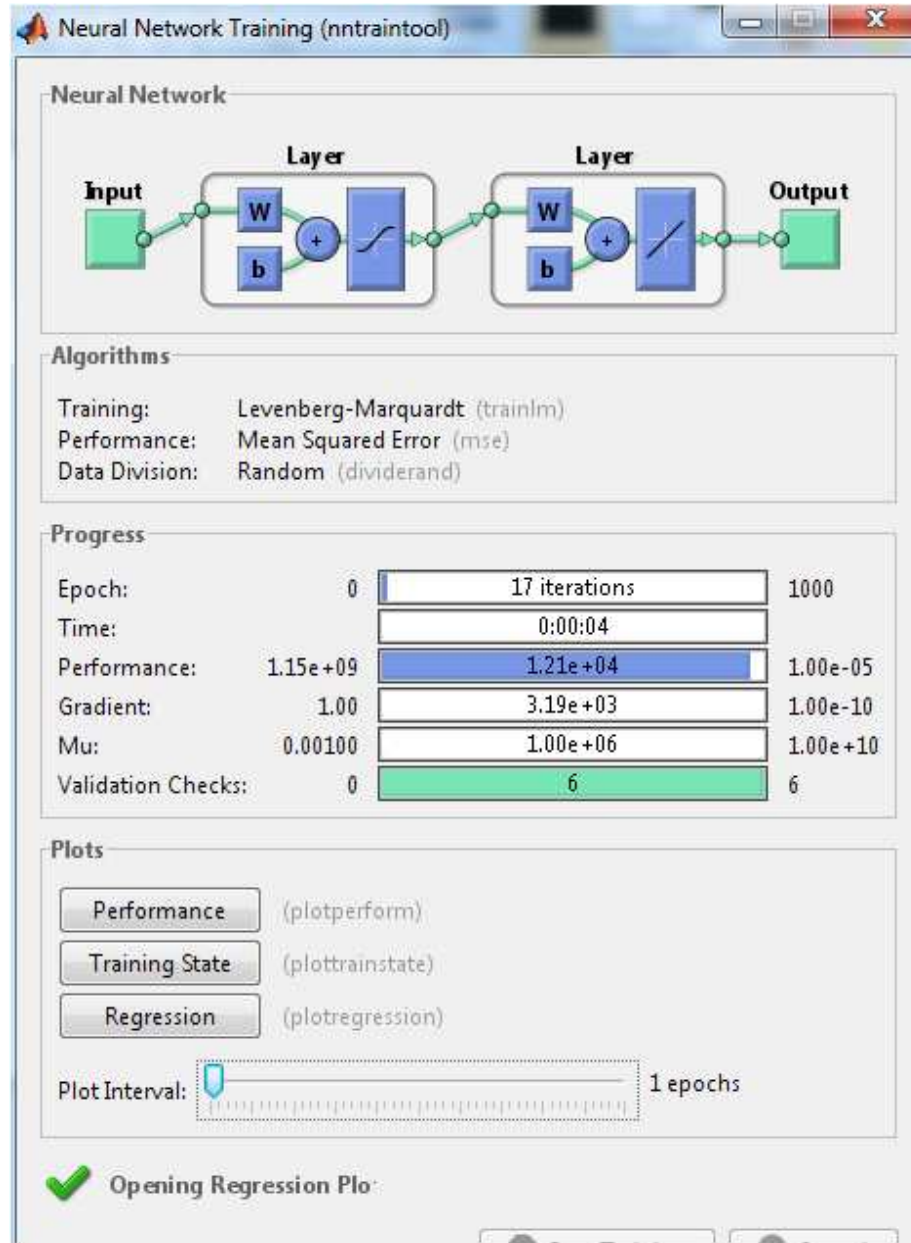 Neural Network Training (nntraintool)
Neural Network
Layer Layer
Input Output
W W
+ +
b b
Algorithms
Training: Levenberg-Marquardt (trainlm)
Performance: Mean Squared Error (mse)
Data Division: Random (dividerand)
Progress
Epoch: 0 17 iterations 1000
Time: 0:00:04
Performance: 1.15e+09 1.21e+04 1.00e-05
Gradient: 1.00 3.19e+03 1.00e-10
Mu: 0.00100 1.00e+06 1.00e+10
Validation Checks: 0 6 6
Plots
Performance (plotperform)
Training State (plottrainstate)
Regression (plotregression)
Plot Interval: 1 epochs
Opening Regression Plo